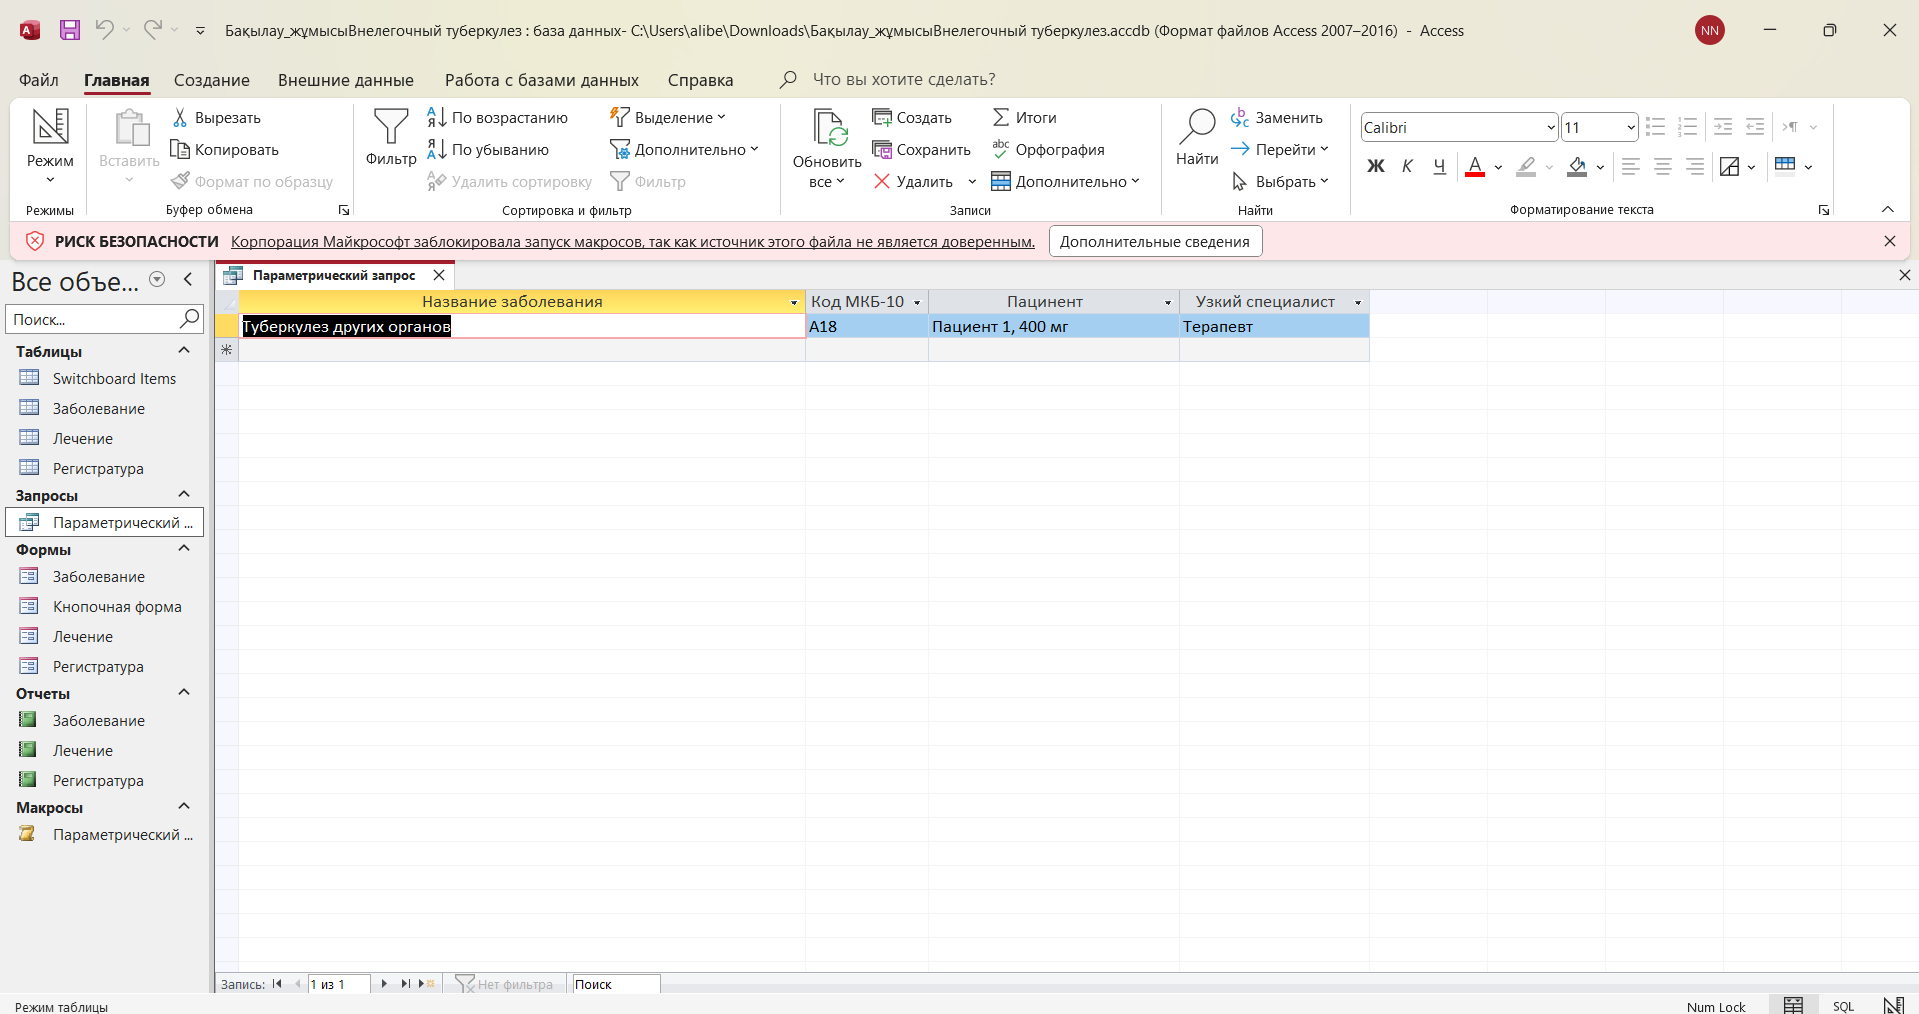 Бақылау_жұмысыВнелегочный туберкулез : база данных- C:\Users\alibe\Downloads\Бақылау_жұмысыВнелегочный туберкулез.accdb (Формат файлов Access 2007–2016) - Access
NN
Файл Главная Создание Внешние данные Работа с базами данных Справка Что вы хотите сделать?
Режим
Режимы
Вставить
Вырезать
Копировать
Формат по образцу
Буфер обмена
Фильтр
По возрастанию
По убыванию
Удалить сортировку
Выделение
Дополнительно
Фильтр
Сортировка и фильтр
Обновить
все
Создать
Сохранить
Удалить
Итоги
Орфография
Дополнительно
Записи
Найти
Заменить
Перейти
Выбрать
Найти
Calibri 11
Ж К Ч А
Форматирование текста
РИСК БЕЗОПАСНОСТИ Корпорация Майкрософт заблокировала запуск макросов, так как источник этого файла не является доверенным. Дополнительные сведения
Все объе...
Поиск...
Таблицы
Switchboard Items
Заболевание
Лечение
Регистратура
Запросы
Параметрический ...
Формы
Заболевание
Кнопочная форма
Лечение
Регистратура
Отчеты
Заболевание
Лечение
Регистратура
Макросы
Параметрический ...
Параметрический запрос
Название заболевания Код МКБ-10 Пацинент Узкий специалист
Туберкулез других органов A18 Пациент 1, 400 мг Терапевт
Запись: 1 из 1 Нет фильтра Поиск
Режим таблицы Num Lock SQL